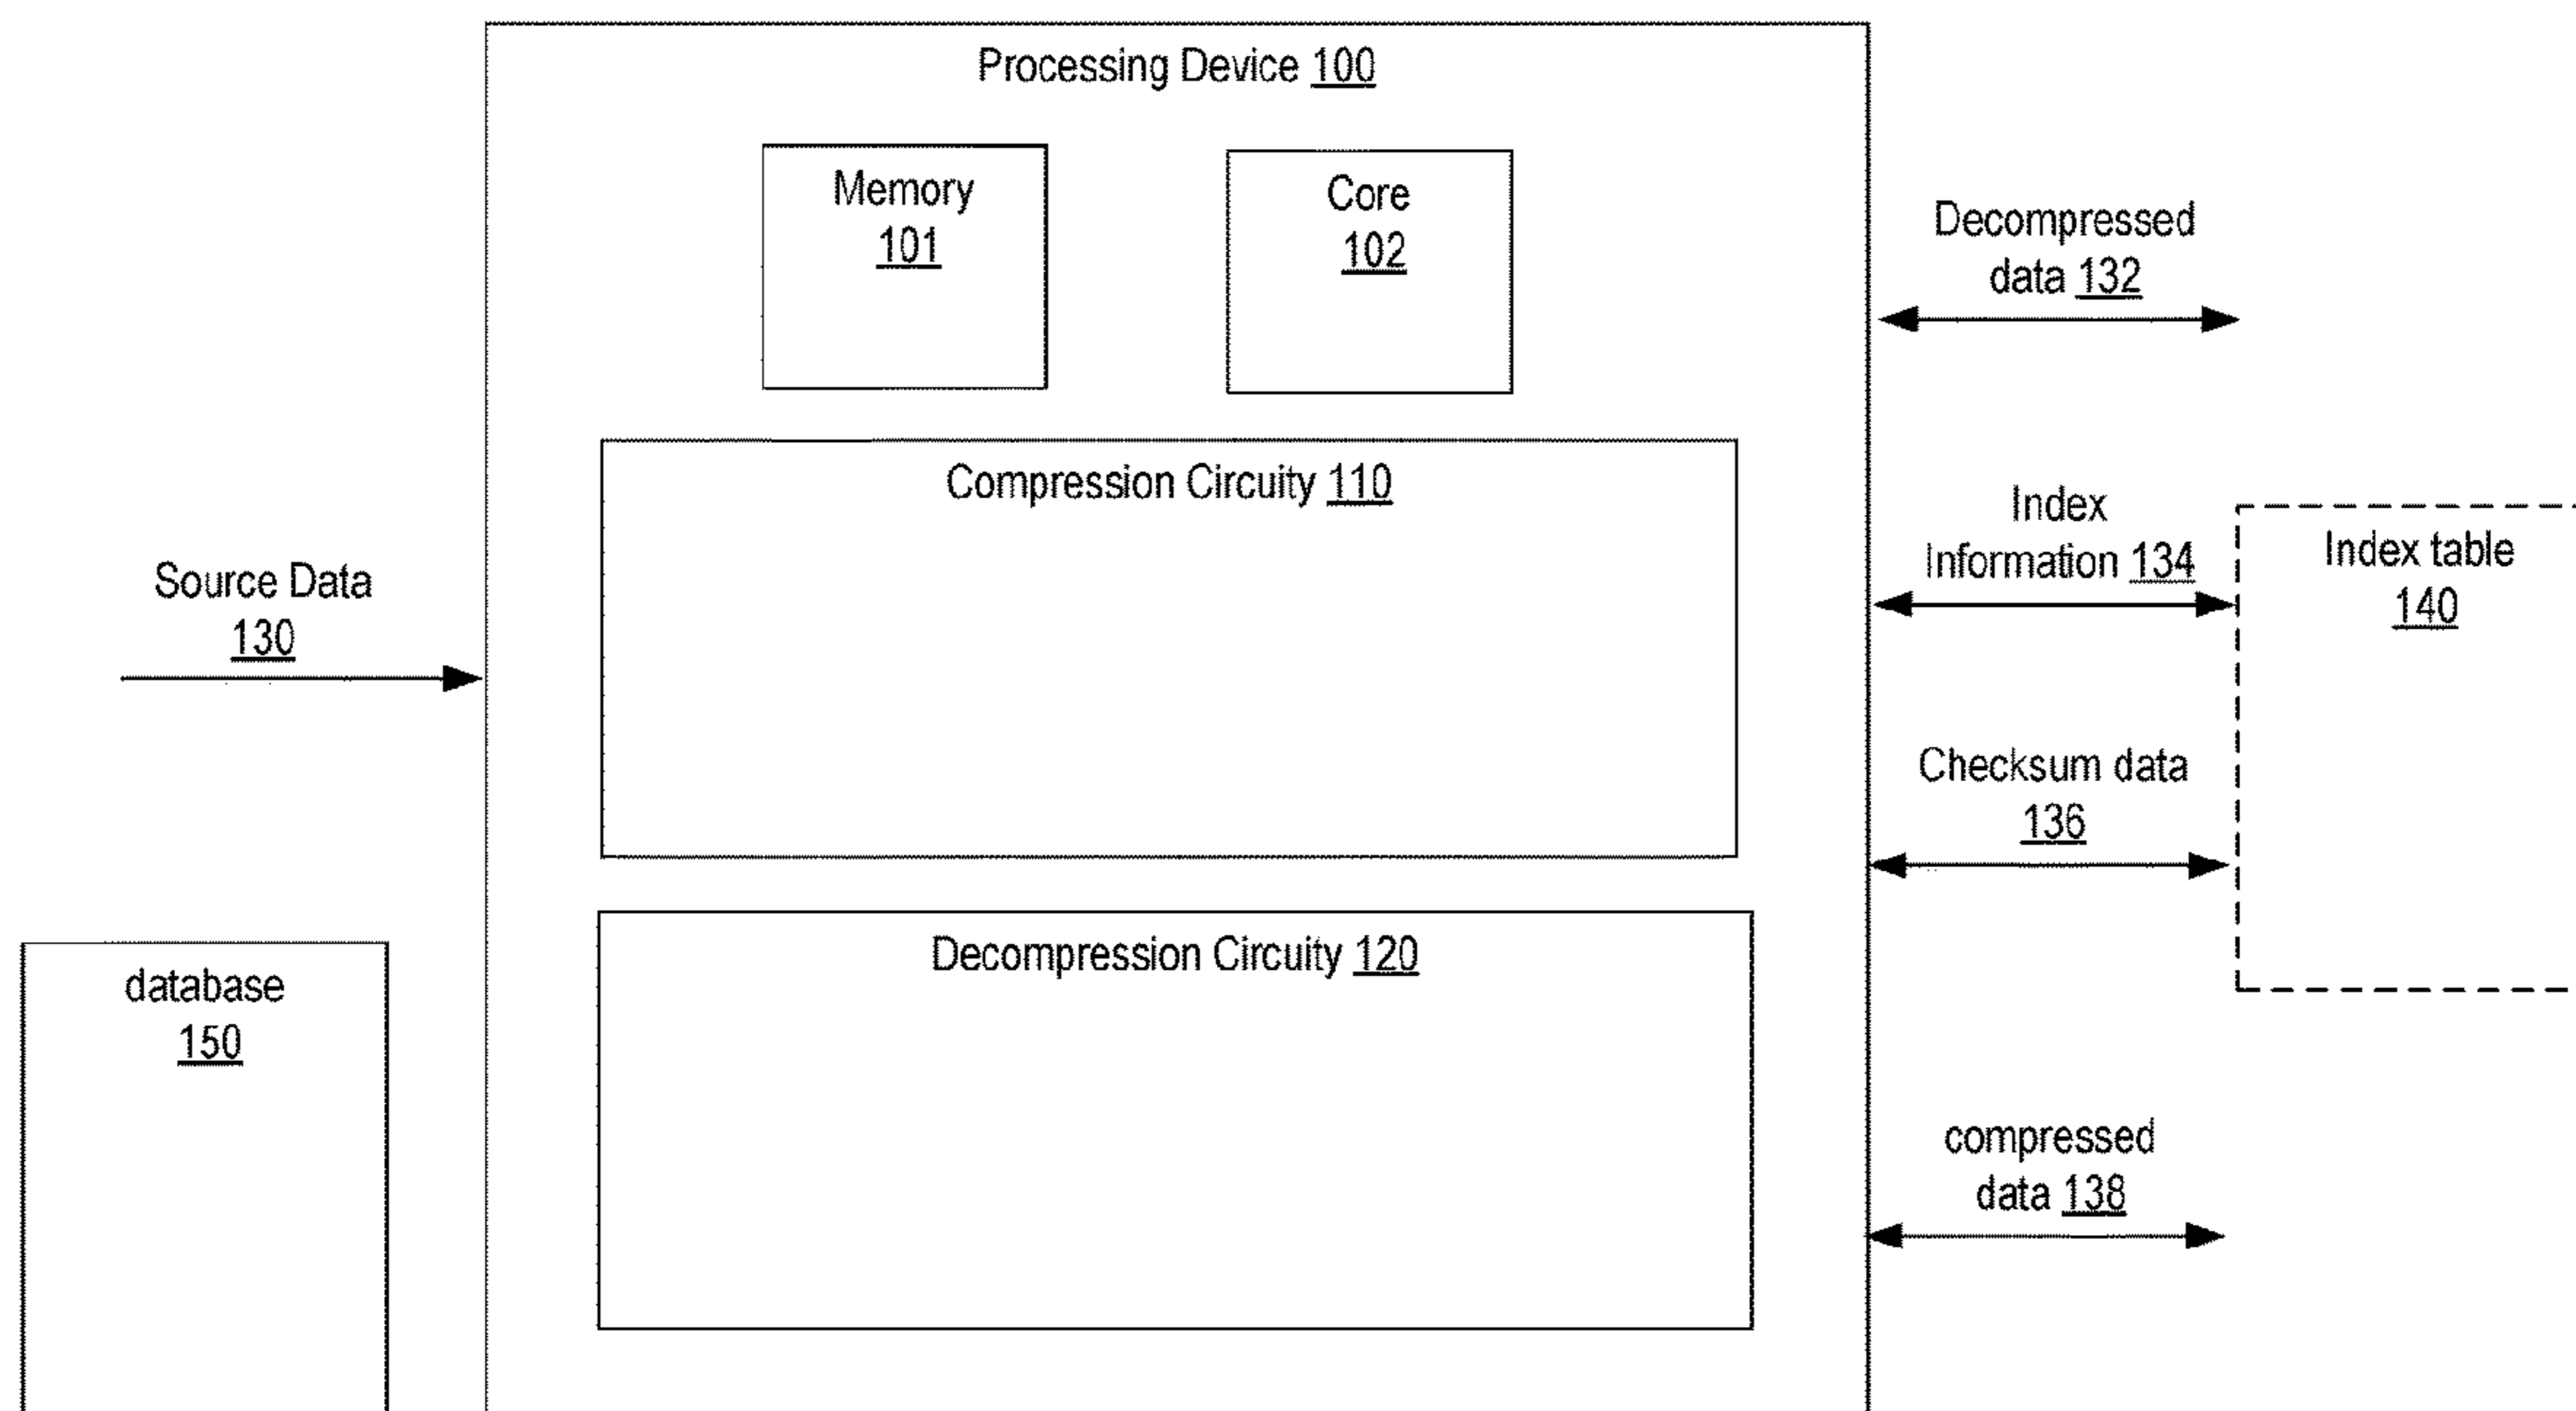 Processing Device 100
Memory
101
Core
102
Decompressed
data 132
Compression Circuity 110
Index
Information 134
Index table
140
Source Data
130
Checksum data
136
Decompression Circuity 120
database
150
compressed
data 138